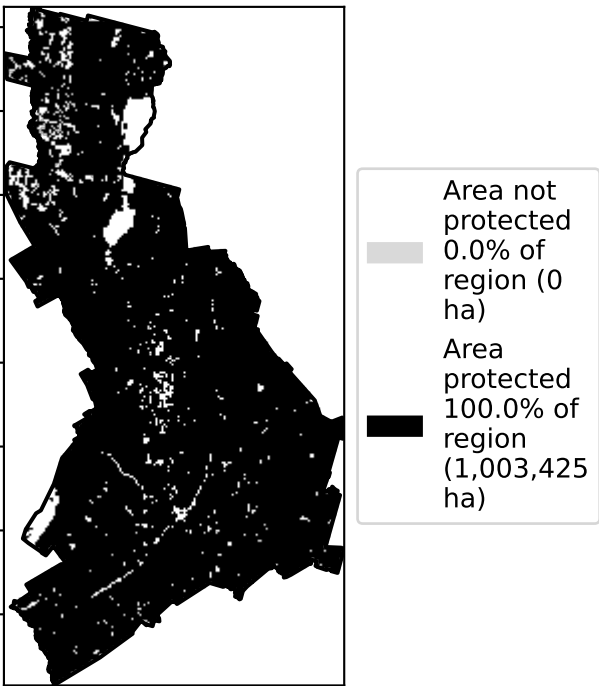 Area not
protected
0.0% of
region (0
ha)
Area
protected
100.0% of
region
(1,003,425
ha)